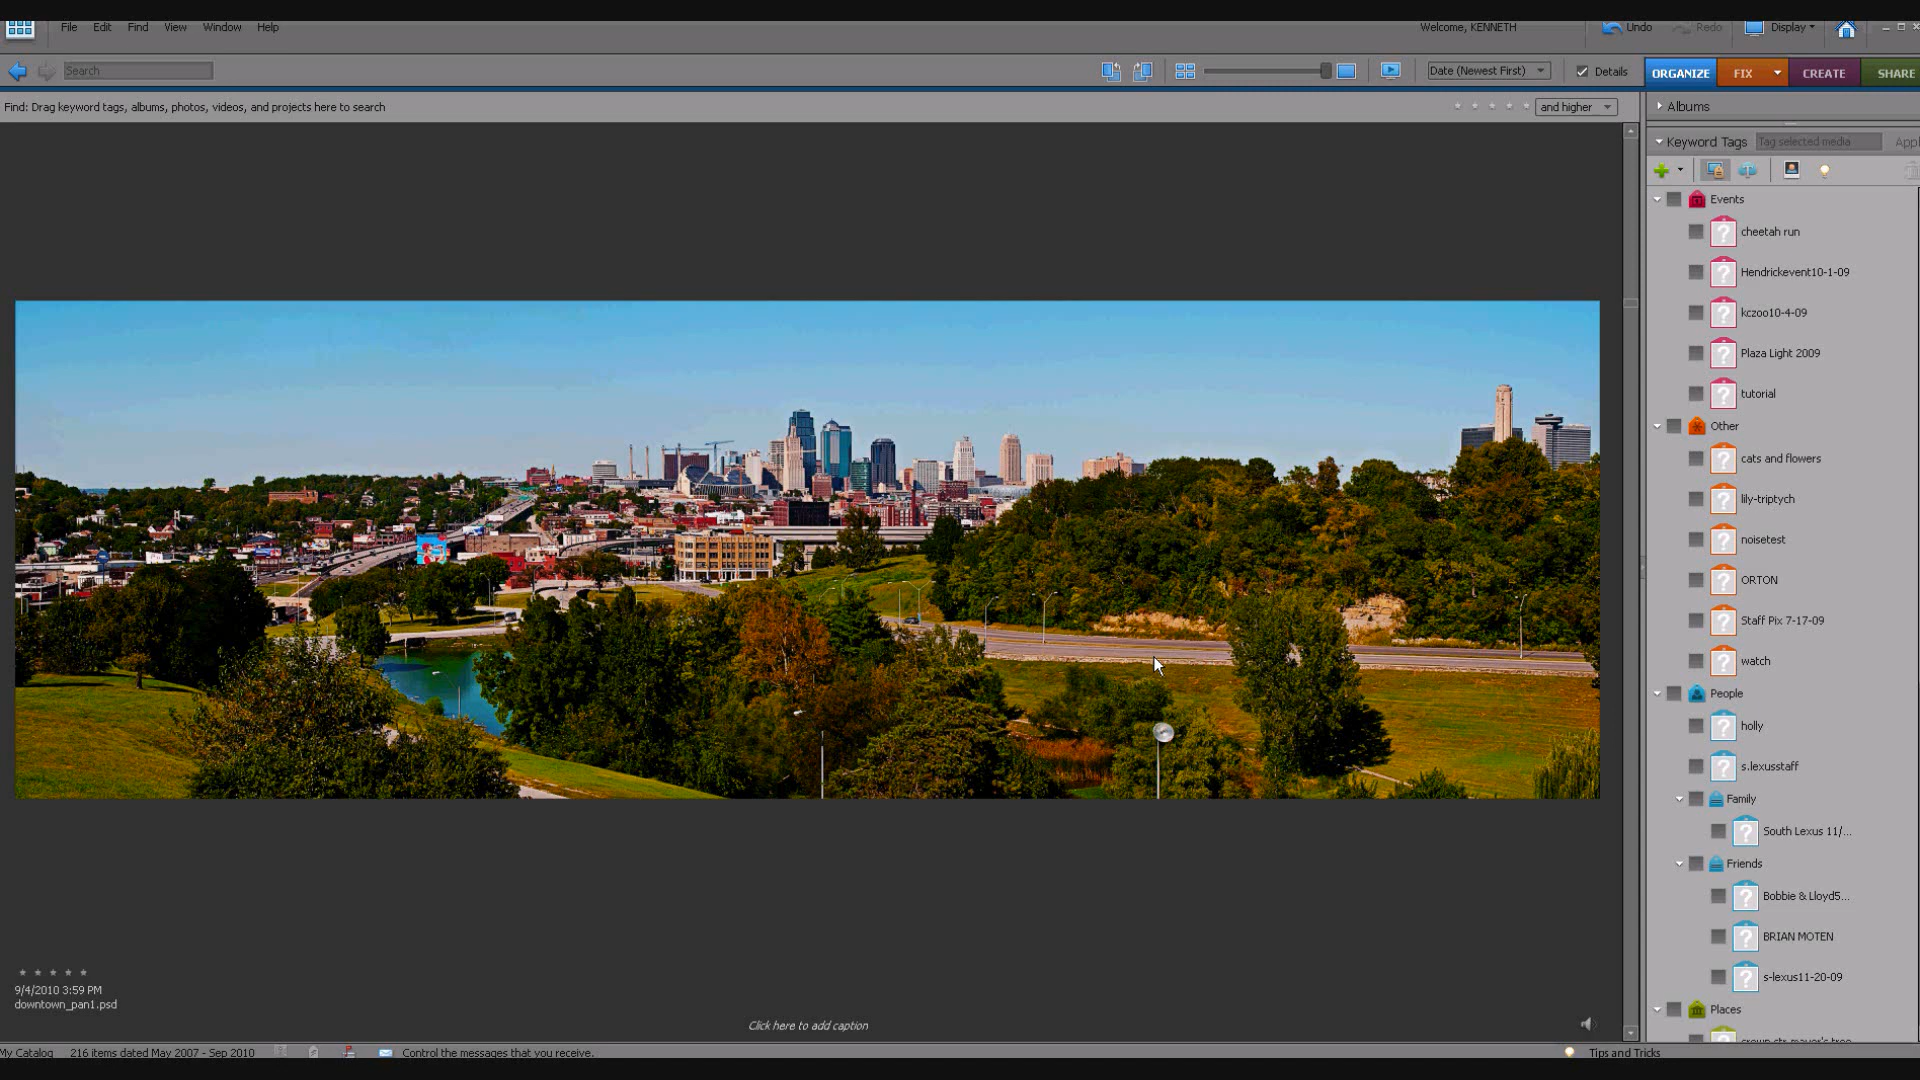 File Edit Find View Window Help
Welcome, KENNETH
Undo Redo Display
Search
Date (Newest First)
Details
ORGANIZE FIX CREATE SHARE
Find: Drag keyword tags, albums, photos, videos, and projects here to search
and higher
Albums
Keyword Tags Tag selected media Appl
Events
cheetah run
Hendrickevent10-1-09
kczoo10-4-09
Plaza Light 2009
tutorial
Other
cats and flowers
lily-triptych
noisetest
ORTON
Staff Pix 7-17-09
watch
People
holly
s.lexusstaff
Family
South Lexus 11/...
Friends
Bobbie & Lloyd5...
BRIAN MOTEN
s-lexus11-20-09
Places
9/4/2010 3:59 PM
downtown_pan1.psd
Click here to add caption
My Catalog 216 items dated May 2007 - Sep 2010 Control the messages that you receive. Tips and Tricks